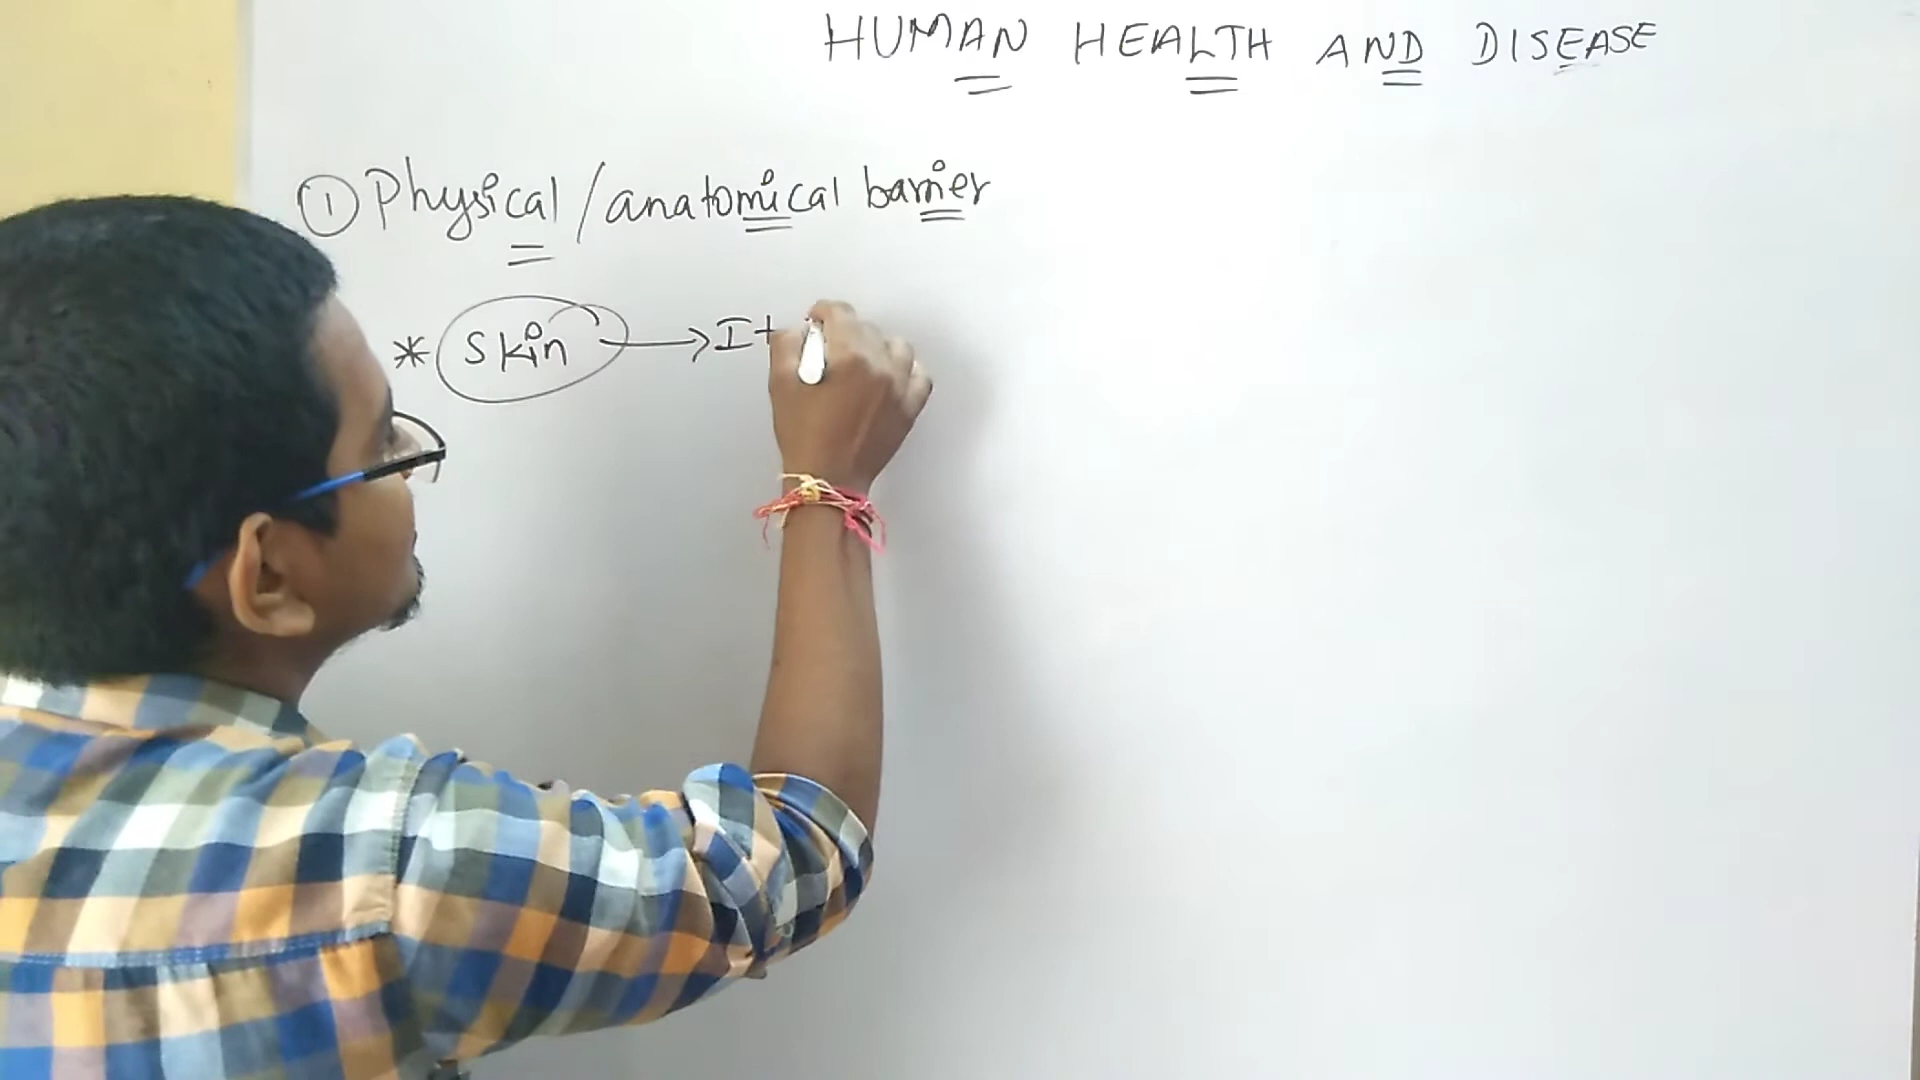 HUMAN HEALTH AND DISEASE
① Physical / anatomical barrier
* Skin → It